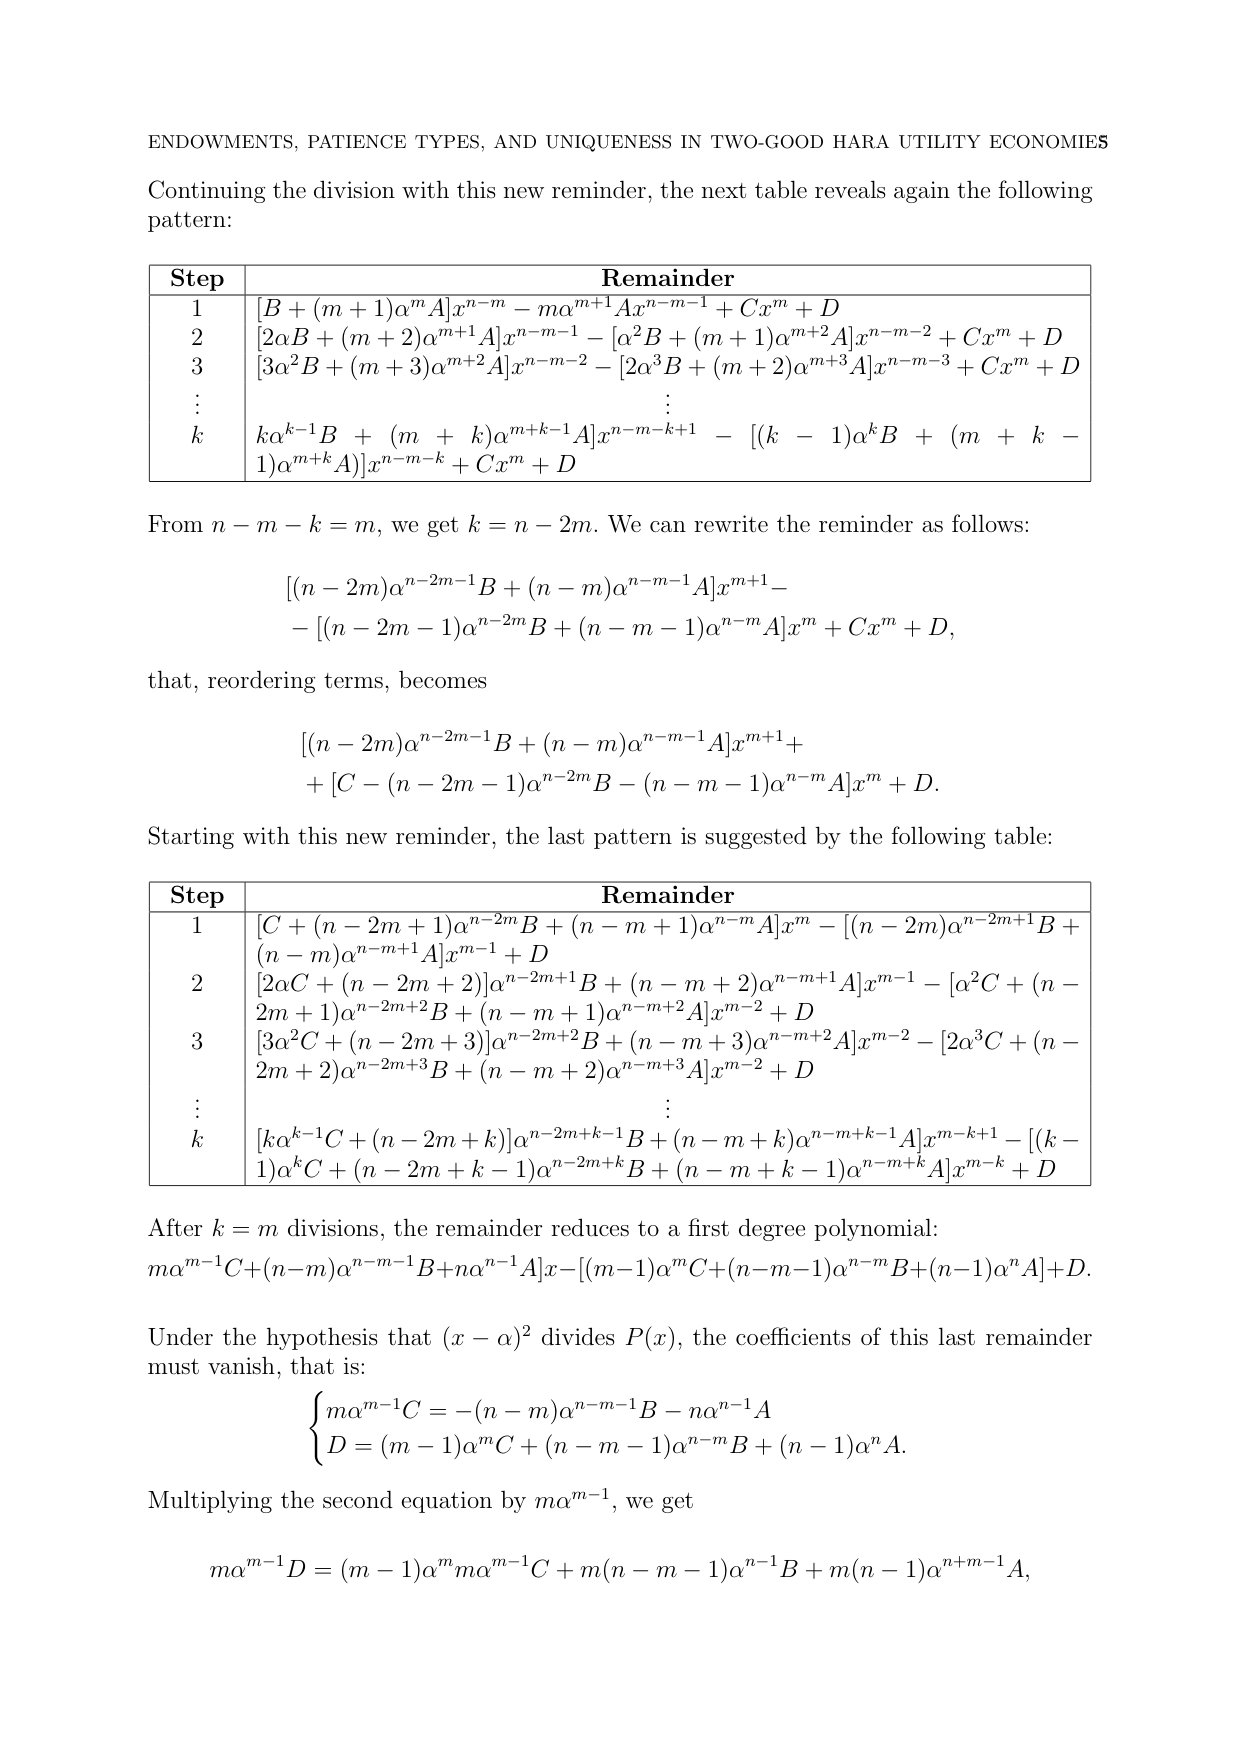 ENDOWMENTS, PATIENCE TYPES, AND UNIQUENESS IN TWO-GOOD HARA UTILITY ECONOMIES 5
Continuing the division with this new reminder, the next table reveals again the following
pattern:
Step Remainder
1 $[B + (m+1)\alpha^m A]x^{n-m} - m\alpha^{m+1}Ax^{n-m-1} + Cx^m + D$
2 $[2\alpha B + (m+2)\alpha^{m+1}A]x^{n-m-1} - [\alpha^2 B + (m+1)\alpha^{m+2}A]x^{n-m-2} + Cx^m + D$
3 $[3\alpha^2 B + (m+3)\alpha^{m+2}A]x^{n-m-2} - [2\alpha^3 B + (m+2)\alpha^{m+3}A]x^{n-m-3} + Cx^m + D$
⋮ ⋮
k $k\alpha^{k-1}B + (m+k)\alpha^{m+k-1}A]x^{n-m-k+1} - [(k-1)\alpha^k B + (m+k-$
$1)\alpha^{m+k}A)]x^{n-m-k} + Cx^m + D$
From $n-m-k = m$, we get $k = n-2m$. We can rewrite the reminder as follows:
$[(n-2m)\alpha^{n-2m-1}B + (n-m)\alpha^{n-m-1}A]x^{m+1}-$
$-[(n-2m-1)\alpha^{n-2m}B + (n-m-1)\alpha^{n-m}A]x^m + Cx^m + D,$
that, reordering terms, becomes
$[(n-2m)\alpha^{n-2m-1}B + (n-m)\alpha^{n-m-1}A]x^{m+1}+$
$+[C - (n-2m-1)\alpha^{n-2m}B - (n-m-1)\alpha^{n-m}A]x^m + D.$
Starting with this new reminder, the last pattern is suggested by the following table:
Step Remainder
1 $[C + (n-2m+1)\alpha^{n-2m}B + (n-m+1)\alpha^{n-m}A]x^m - [(n-2m)\alpha^{n-2m+1}B +$
$(n-m)\alpha^{n-m+1}A]x^{m-1} + D$
2 $[2\alpha C + (n-2m+2)]\alpha^{n-2m+1}B + (n-m+2)\alpha^{n-m+1}A]x^{m-1} - [\alpha^2 C + (n-$
$2m+1)\alpha^{n-2m+2}B + (n-m+1)\alpha^{n-m+2}A]x^{m-2} + D$
3 $[3\alpha^2 C + (n-2m+3)]\alpha^{n-2m+2}B + (n-m+3)\alpha^{n-m+2}A]x^{m-2} - [2\alpha^3 C + (n-$
$2m+2)\alpha^{n-2m+3}B + (n-m+2)\alpha^{n-m+3}A]x^{m-2} + D$
⋮ ⋮
k $[k\alpha^{k-1}C + (n-2m+k)]\alpha^{n-2m+k-1}B + (n-m+k)\alpha^{n-m+k-1}A]x^{m-k+1} - [(k-$
$1)\alpha^k C + (n-2m+k-1)\alpha^{n-2m+k}B + (n-m+k-1)\alpha^{n-m+k}A]x^{m-k} + D$
After $k = m$ divisions, the remainder reduces to a first degree polynomial:
$m\alpha^{m-1}C+(n-m)\alpha^{n-m-1}B+n\alpha^{n-1}A]x-[(m-1)\alpha^m C+(n-m-1)\alpha^{n-m}B+(n-1)\alpha^n A]+D.$
Under the hypothesis that $(x-\alpha)^2$ divides $P(x)$, the coefficients of this last remainder
must vanish, that is:
$m\alpha^{m-1}C = -(n-m)\alpha^{n-m-1}B - n\alpha^{n-1}A$
$D = (m-1)\alpha^m C + (n-m-1)\alpha^{n-m}B + (n-1)\alpha^n A.$
Multiplying the second equation by $m\alpha^{m-1}$, we get
$m\alpha^{m-1}D = (m-1)\alpha^m m\alpha^{m-1}C + m(n-m-1)\alpha^{n-1}B + m(n-1)\alpha^{n+m-1}A,$